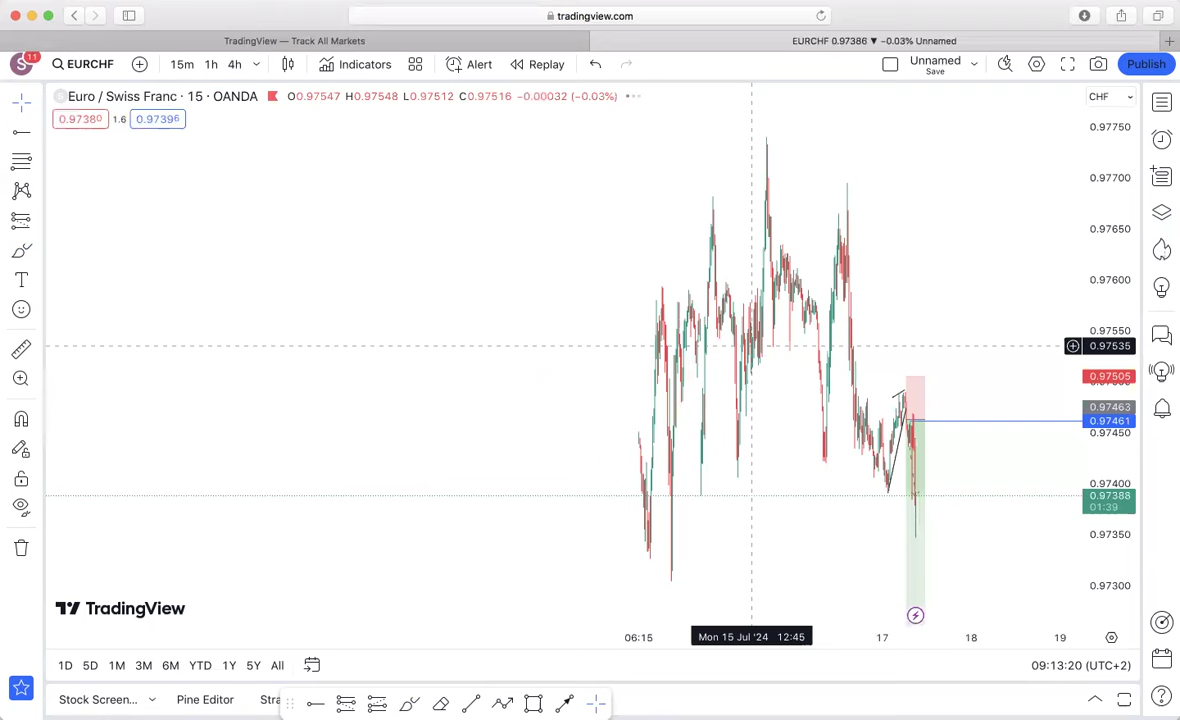 tradingview.com
TradingView — Track All Markets
EURCHF 0.97386 ▼ −0.03% Unnamed
S 11
EURCHF
15m 1h 4h
Indicators
Alert
Replay
Unnamed
Save
Publish
Euro / Swiss Franc · 15 · OANDA
O0.97547 H0.97548 L0.97512 C0.97516 −0.00032 (−0.03%)
CHF
0.97380 1.6 0.97396
0.97750
0.97700
0.97650
0.97600
0.97550
0.97535
0.97505
0.97463
0.97461
0.97450
0.97400
0.97388
01:39
0.97350
0.97300
TradingView
06:15 Mon 15 Jul '24 12:45 17 18 19
1D 5D 1M 3M 6M YTD 1Y 5Y All
09:13:20 (UTC+2)
Stock Screen... Pine Editor Stra